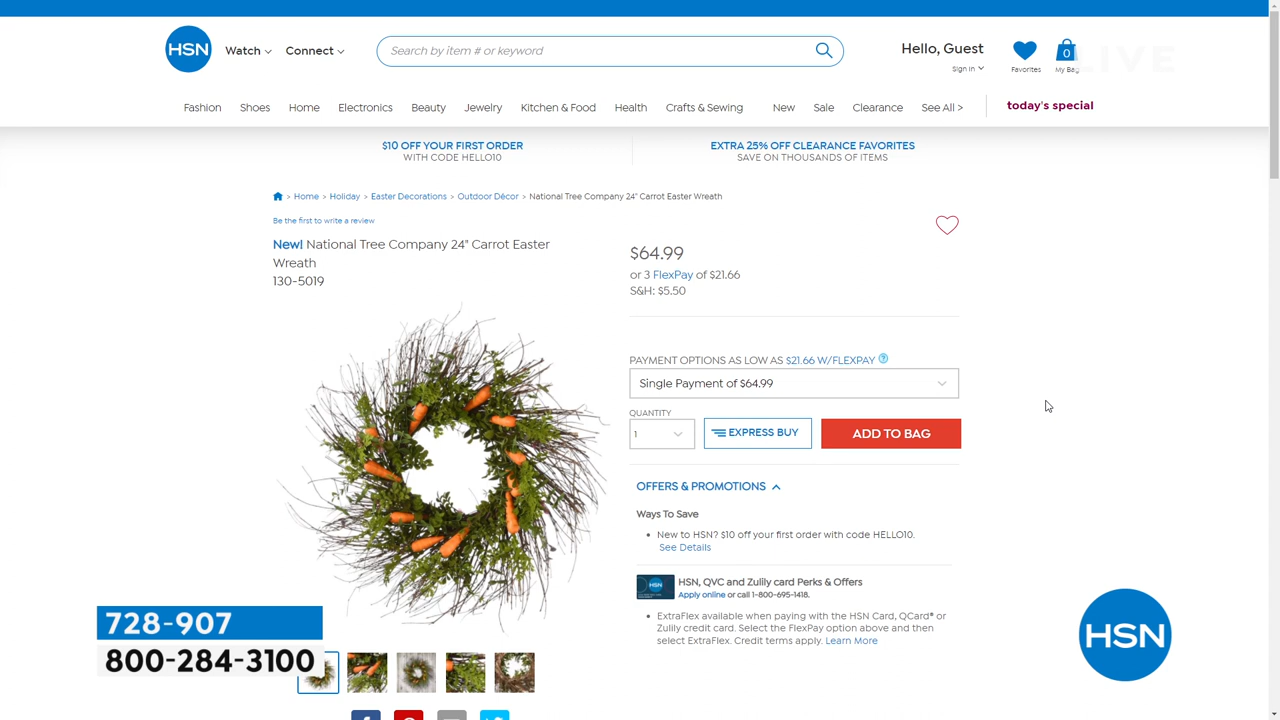 HSN
Watch
Connect
Search by item # or keyword
Hello, Guest
Sign In
Favorites
0
My Bag
LIVE
Fashion
Shoes
Home
Electronics
Beauty
Jewelry
Kitchen & Food
Health
Crafts & Sewing
New
Sale
Clearance
See All >
today's special
$10 OFF YOUR FIRST ORDER
WITH CODE HELLO10
EXTRA 25% OFF CLEARANCE FAVORITES
SAVE ON THOUSANDS OF ITEMS
> Home > Holiday > Easter Decorations > Outdoor Décor > National Tree Company 24" Carrot Easter Wreath
Be the first to write a review
New! National Tree Company 24" Carrot Easter
Wreath
130-5019
$64.99
or 3 FlexPay of $21.66
S&H: $5.50
PAYMENT OPTIONS AS LOW AS $21.66 W/FLEXPAY ?
Single Payment of $64.99
QUANTITY
1
EXPRESS BUY
ADD TO BAG
OFFERS & PROMOTIONS
Ways To Save
• New to HSN? $10 off your first order with code HELLO10.
See Details
HSN
HSN, QVC and Zulily card Perks & Offers
Apply online or call 1-800-695-1418.
• ExtraFlex available when paying with the HSN Card, QCard® or
Zulily credit card. Select the FlexPay option above and then
select ExtraFlex. Credit terms apply. Learn More
728-907
800-284-3100
HSN